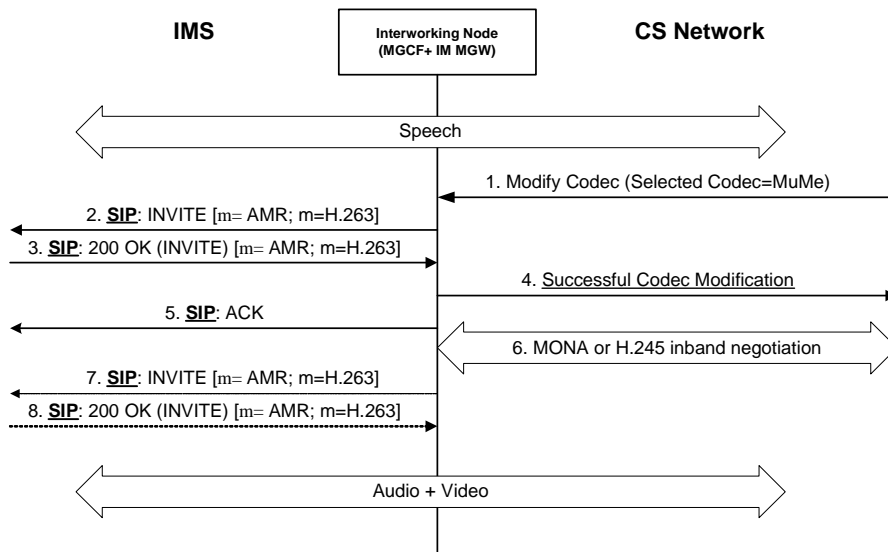 IMS
Interworking Node
(MGCF+ IM MGW)
CS Network
Speech
1. Modify Codec (Selected Codec=MuMe)
2. SIP: INVITE [m= AMR; m=H.263]
3. SIP: 200 OK (INVITE) [m= AMR; m=H.263]
4. Successful Codec Modification
5. SIP: ACK
6. MONA or H.245 inband negotiation
7. SIP: INVITE [m= AMR; m=H.263]
8. SIP: 200 OK (INVITE) [m= AMR; m=H.263]
Audio + Video